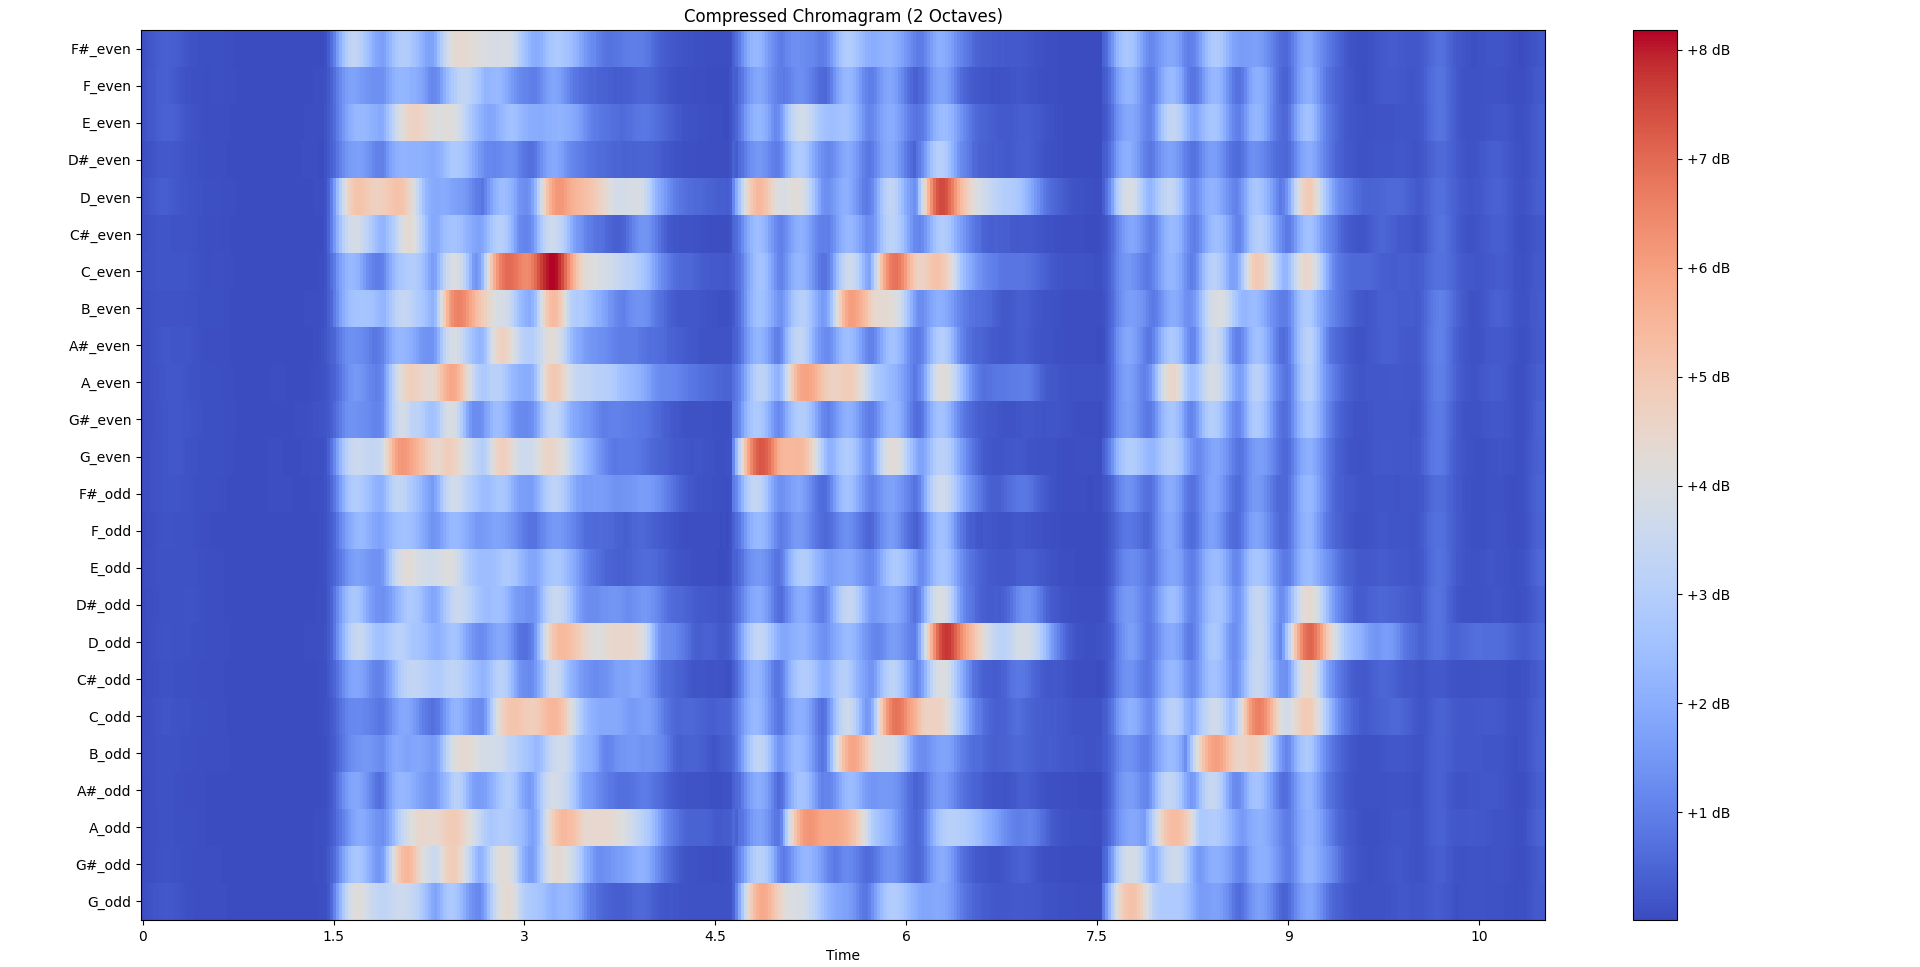 Compressed Chromagram (2 Octaves)
F#_even
F_even
E_even
D#_even
D_even
C#_even
C_even
B_even
A#_even
A_even
G#_even
G_even
F#_odd
F_odd
E_odd
D#_odd
D_odd
C#_odd
C_odd
B_odd
A#_odd
A_odd
G#_odd
G_odd
0 1.5 3 4.5 6 7.5 9 10
Time
+8 dB
+7 dB
+6 dB
+5 dB
+4 dB
+3 dB
+2 dB
+1 dB